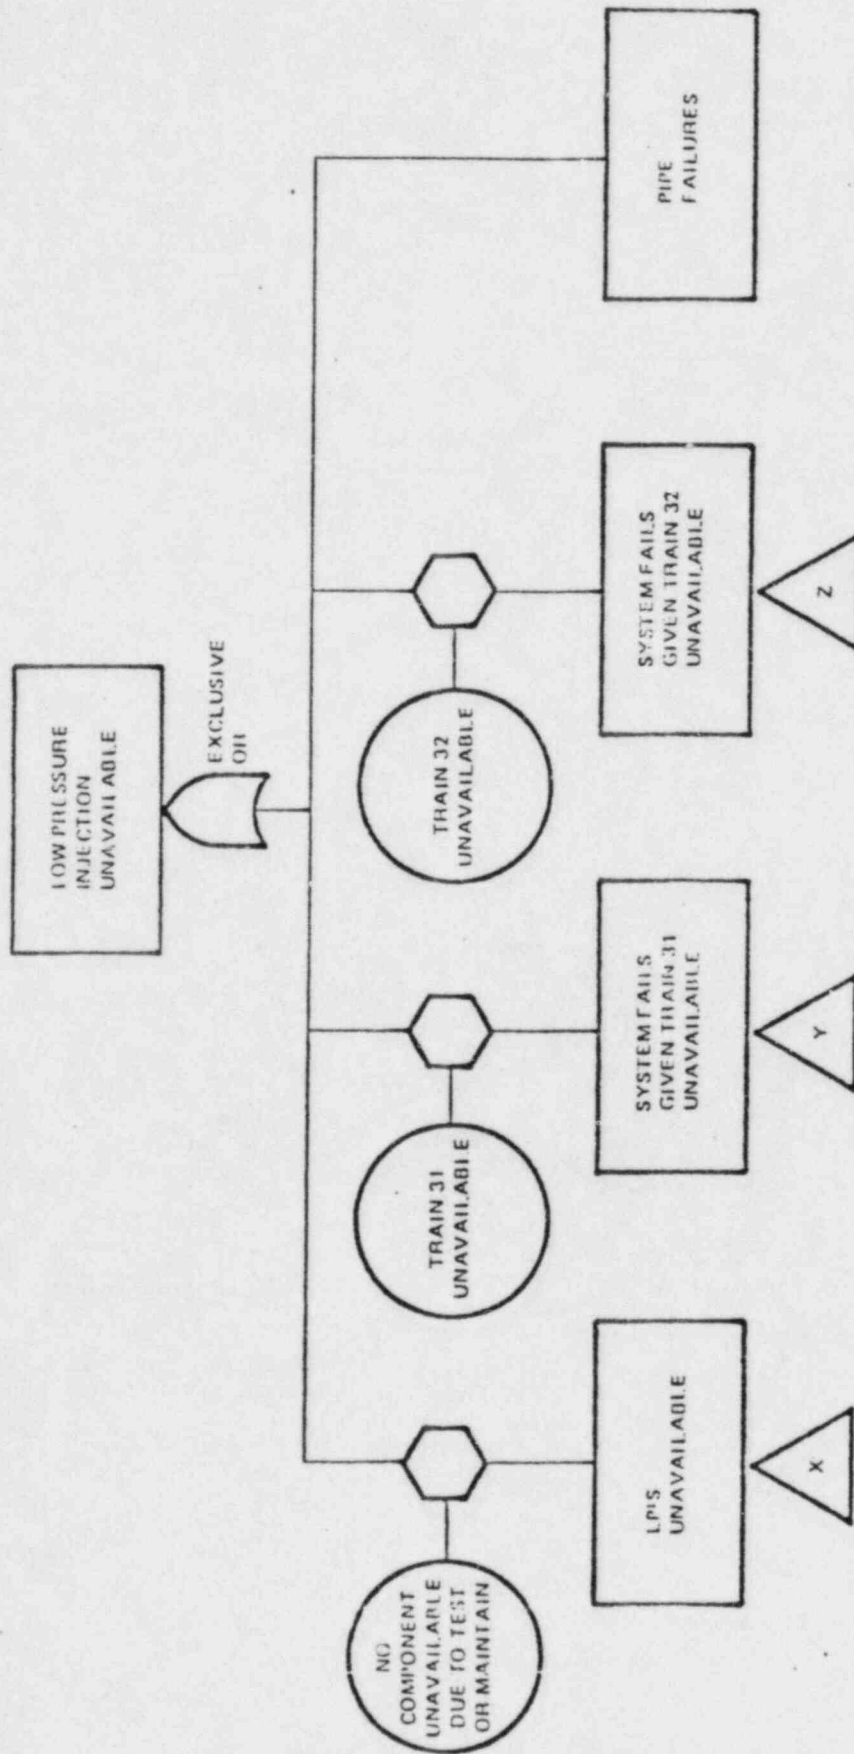 LOW PRESSURE
INJECTION
UNAVAILABLE
EXCLUSIVE
OR
NO
COMPONENT
UNAVAILABLE
DUE TO TEST
OR MAINTAIN
TRAIN 31
UNAVAILABLE
TRAIN 32
UNAVAILABLE
LPIS
UNAVAILABLE
SYSTEM FAILS
GIVEN TRAIN 31
UNAVAILABLE
SYSTEM FAILS
GIVEN TRAIN 32
UNAVAILABLE
PIPE
FAILURES
X
Y
Z